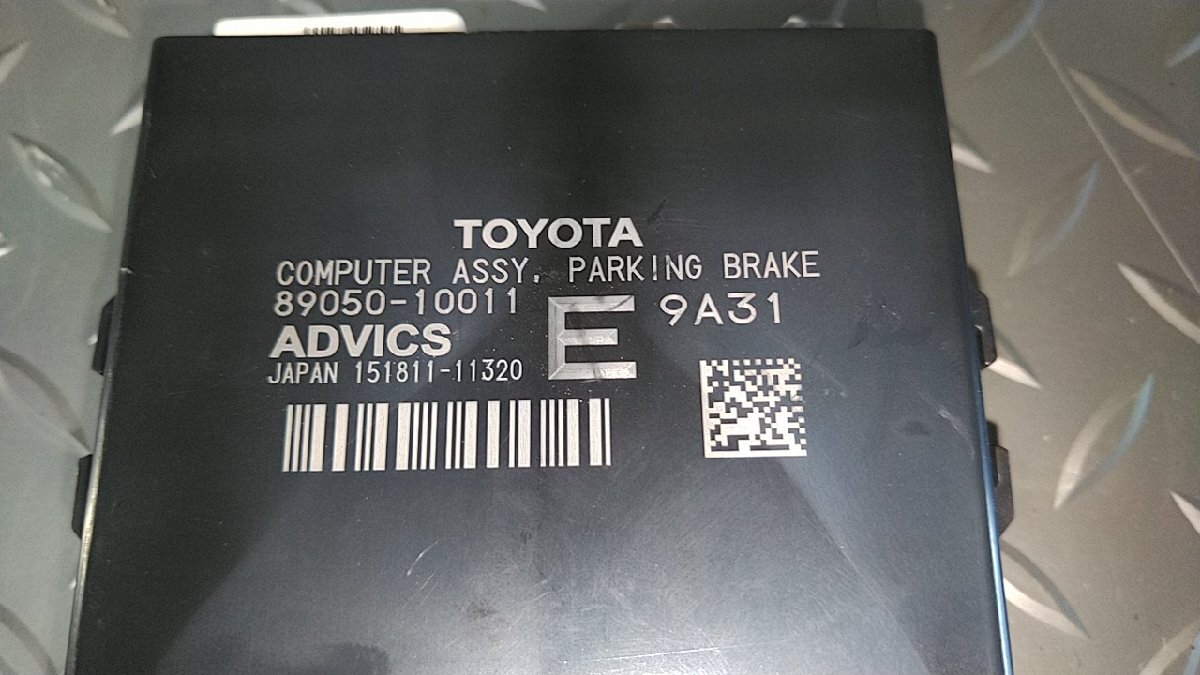 TOYOTA
COMPUTER ASSY, PARKING BRAKE
89050-10011 E 9A31
ADVICS
JAPAN 151811-11320